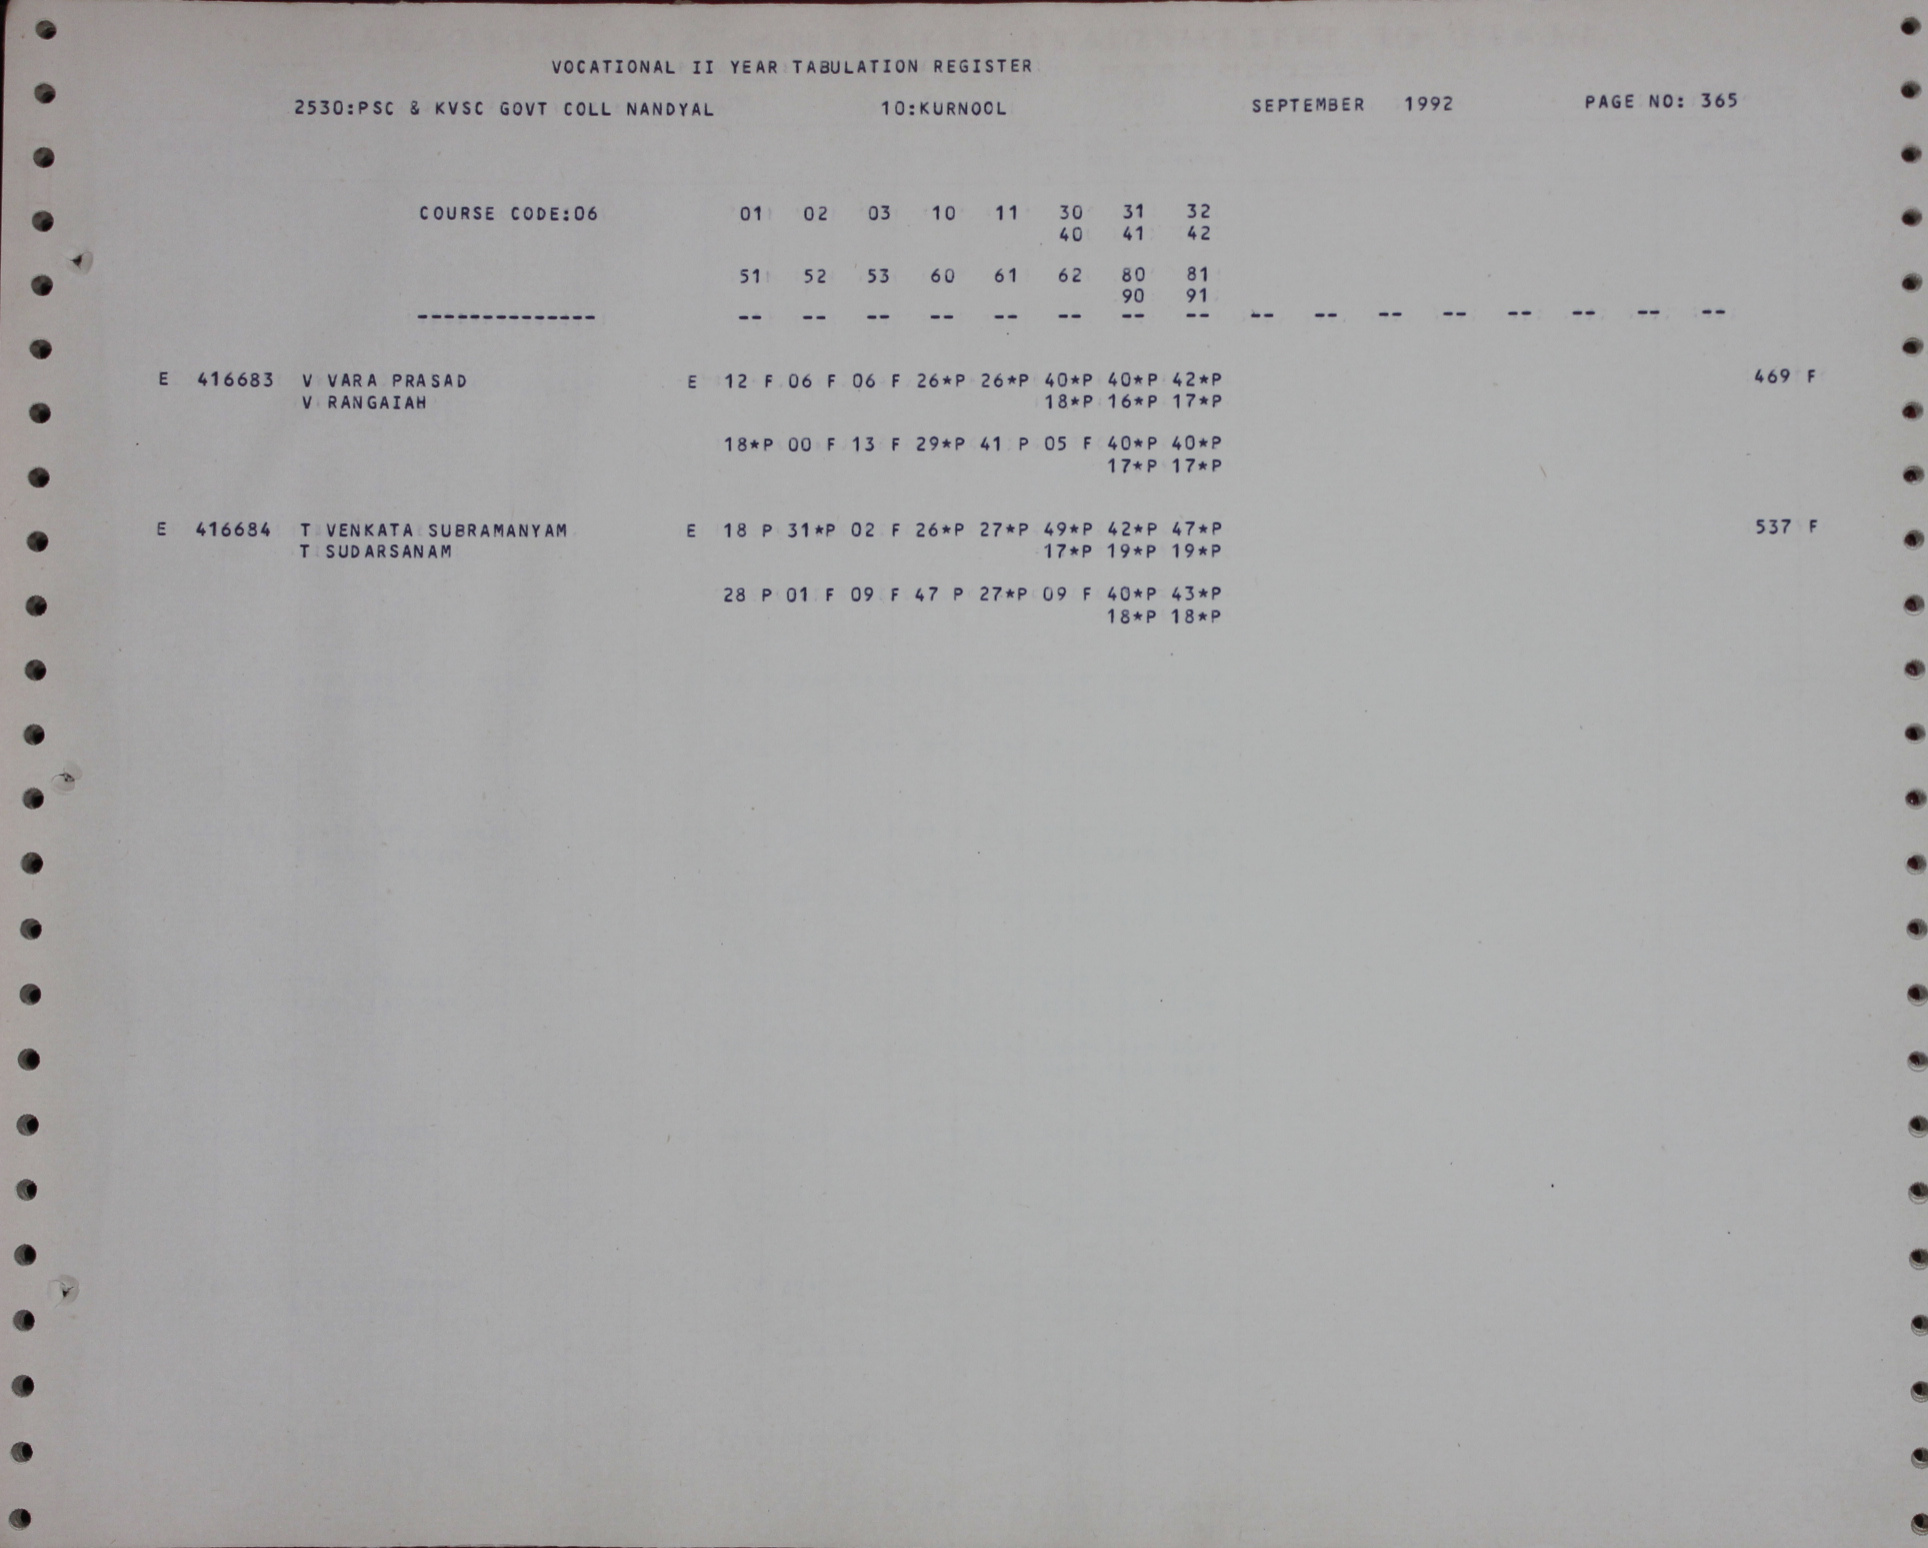 VOCATIONAL II YEAR TABULATION REGISTER
2530:PSC & KVSC GOVT COLL NANDYAL 10:KURNOOL SEPTEMBER 1992 PAGE NO: 365
COURSE CODE:06 01 02 03 10 11 30 31 32
40 41 42
51 52 53 60 61 62 80 81
90 91
-------------- -- -- -- -- -- -- -- -- -- -- -- -- -- -- -- --
E 416683 V VARA PRASAD E 12 F 06 F 06 F 26*P 26*P 40*P 40*P 42*P 469 F
V RANGAIAH 18*P 16*P 17*P
18*P 00 F 13 F 29*P 41 P 05 F 40*P 40*P
17*P 17*P
E 416684 T VENKATA SUBRAMANYAM E 18 P 31*P 02 F 26*P 27*P 49*P 42*P 47*P 537 F
T SUDARSANAM 17*P 19*P 19*P
28 P 01 F 09 F 47 P 27*P 09 F 40*P 43*P
18*P 18*P